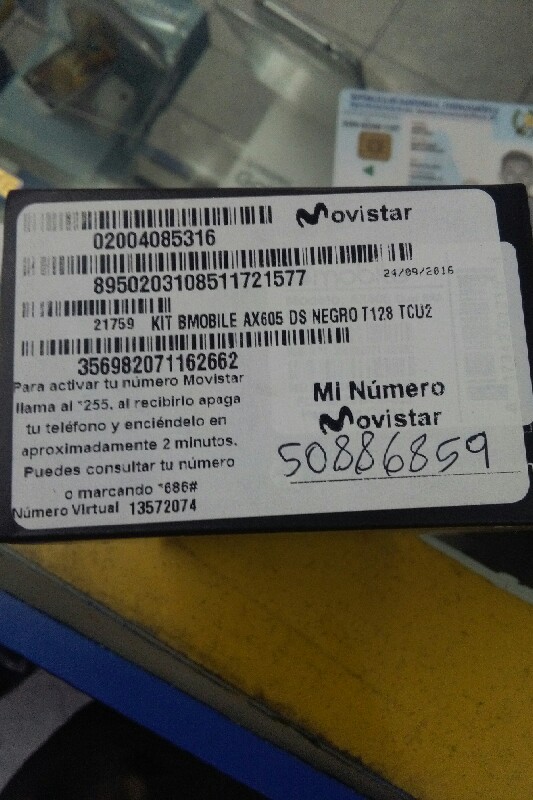 Movistar
02004085316
8950203108511721577
24/09/2016
21759 KIT BMOBILE AX605 DS NEGRO T128 TCU2
356982071162662
Para activar tu número Movistar
llama al *255, al recibirlo apaga
tu teléfono y enciéndelo en
aproximadamente 2 minutos.
Puedes consultar tu número
o marcando *686#
Número Virtual 13572074
Mi Número
Movistar
50886859